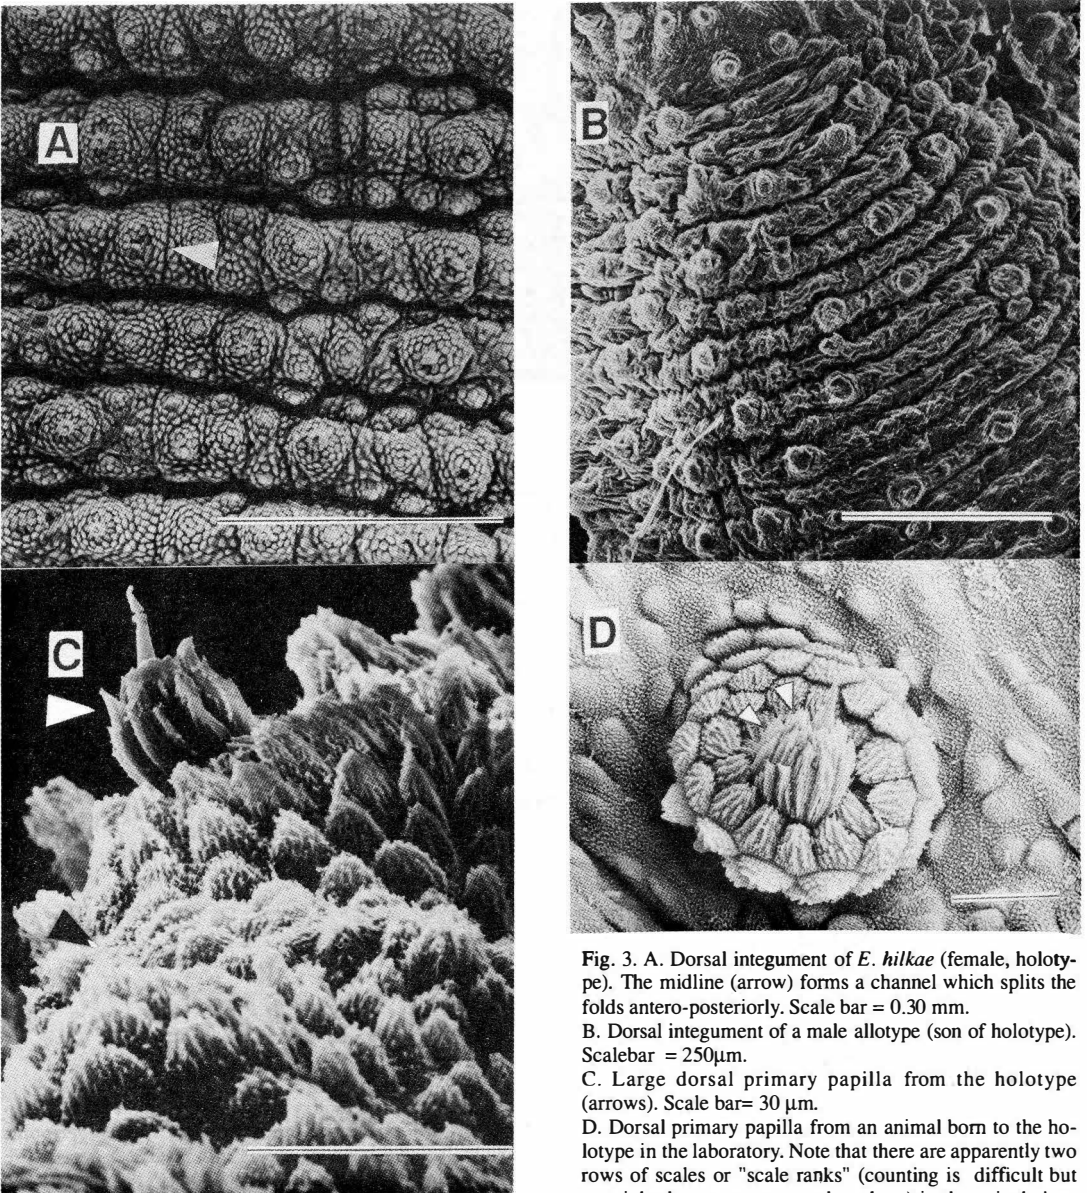 A
B
C
D
Fig. 3. A. Dorsal integument of E. hilkae (female, holoty-
pe). The midline (arrow) forms a channel which splits the
folds antero-posteriorly. Scale bar = 0.30 mm.
B. Dorsal integument of a male allotype (son of holotype).
Scalebar = 250µm.
C. Large dorsal primary papilla from the holotype
(arrows). Scale bar= 30 µm.
D. Dorsal primary papilla from an animal born to the ho-
lotype in the laboratory. Note that there are apparently two
rows of scales or "scale ranks" (counting is difficult but